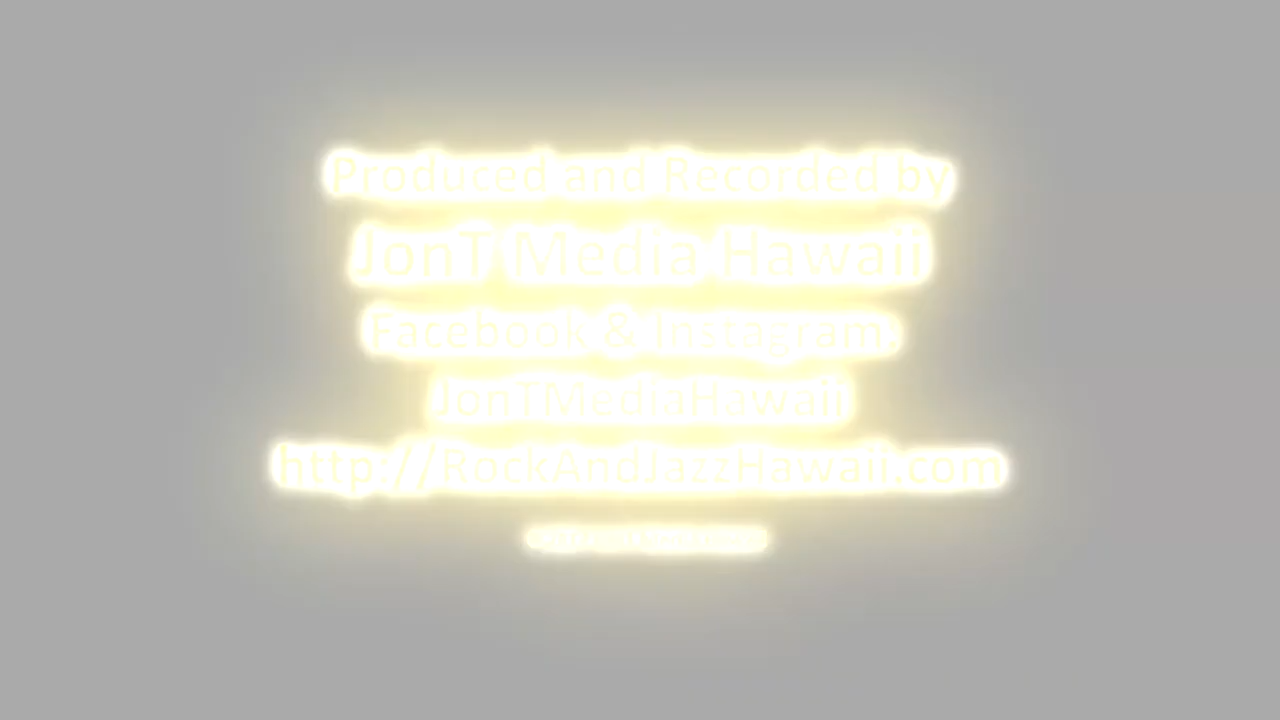 Produced and Recorded by
JonT Media Hawaii
Facebook & Instagram.
JonTMediaHawaii
http://RockAndJazzHawaii.com